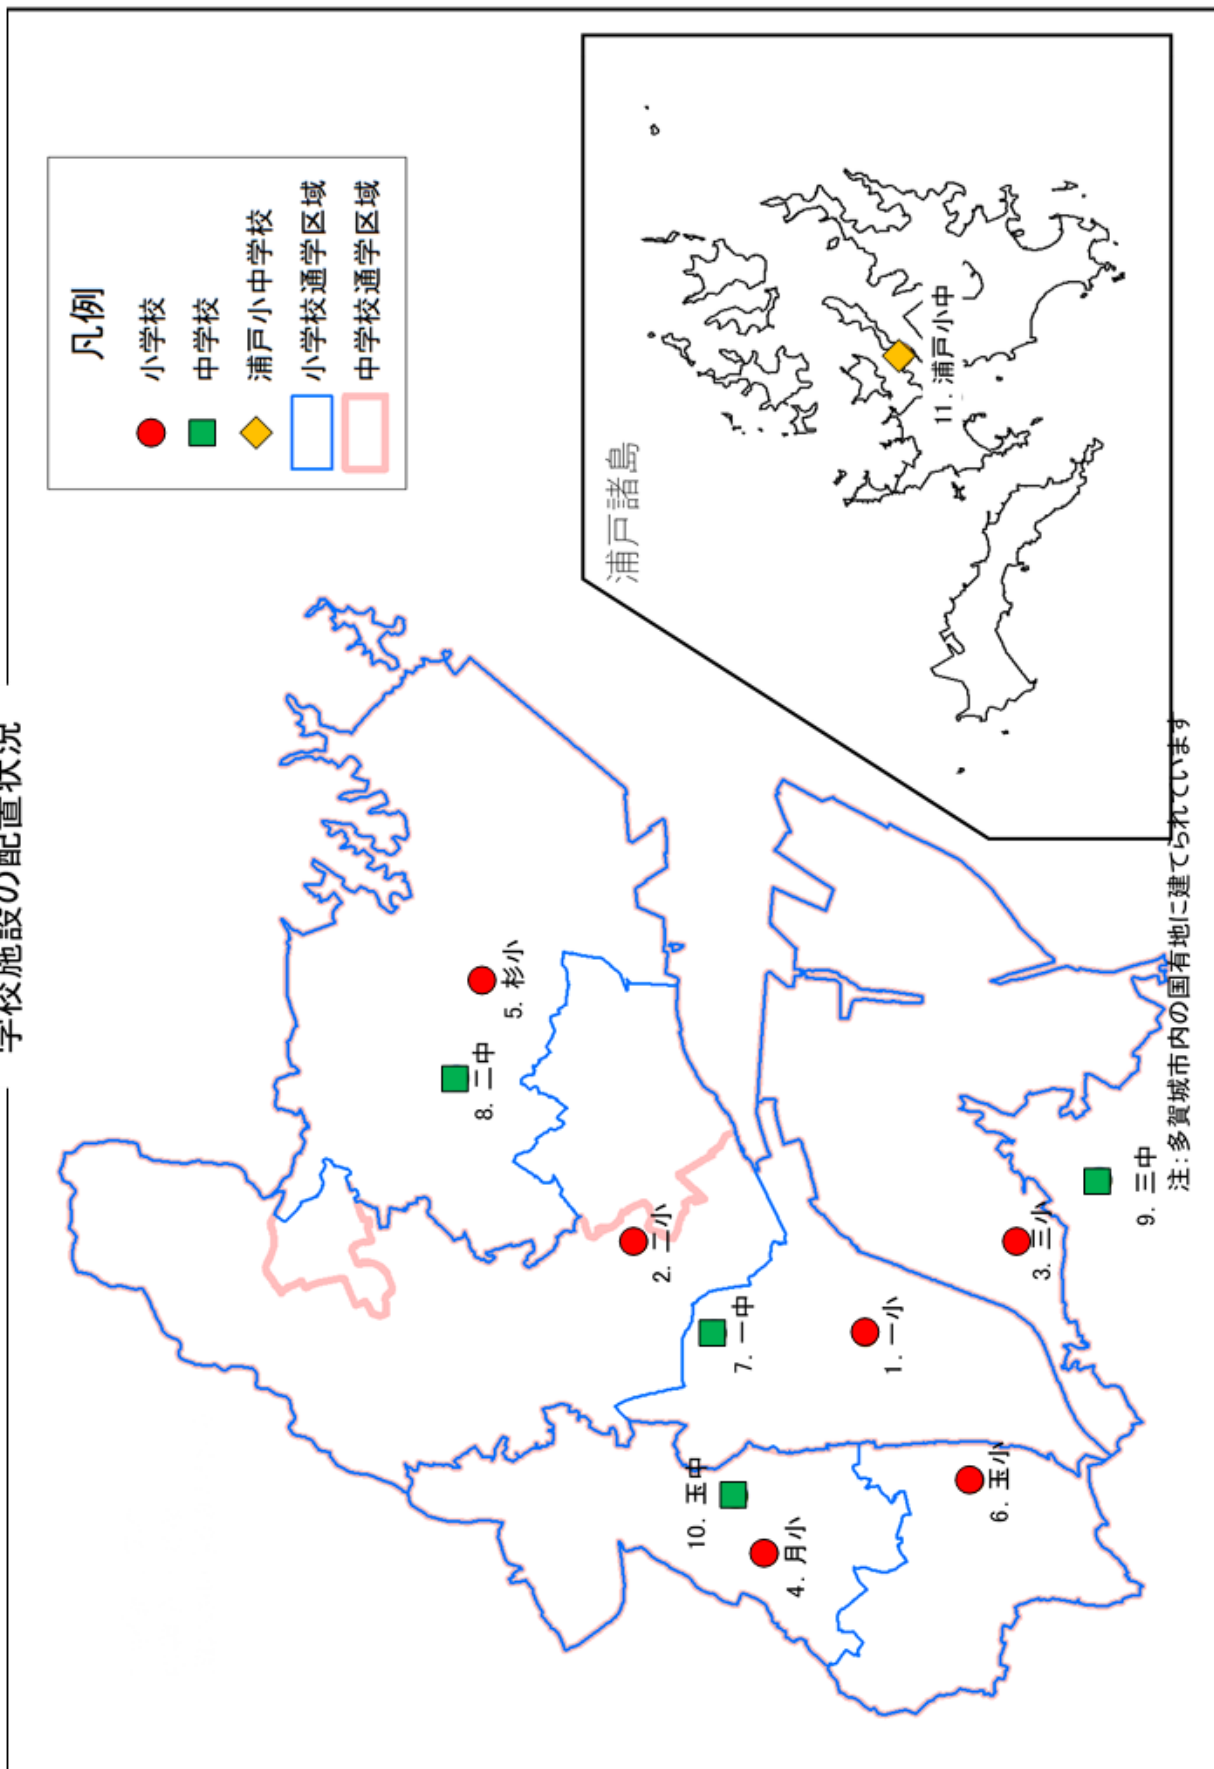 学校施設の配置状況
凡例
小学校
中学校
浦戸小中学校
小学校通学区域
中学校通学区域
浦戸諸島
11. 浦戸小中
5. 杉小
8. 二中
2. 二小
7. 一中
1. 一小
3. 三小
9. 三中
10. 玉中
4. 月小
6. 玉小
注:多賀城市内の国有地に建てられています